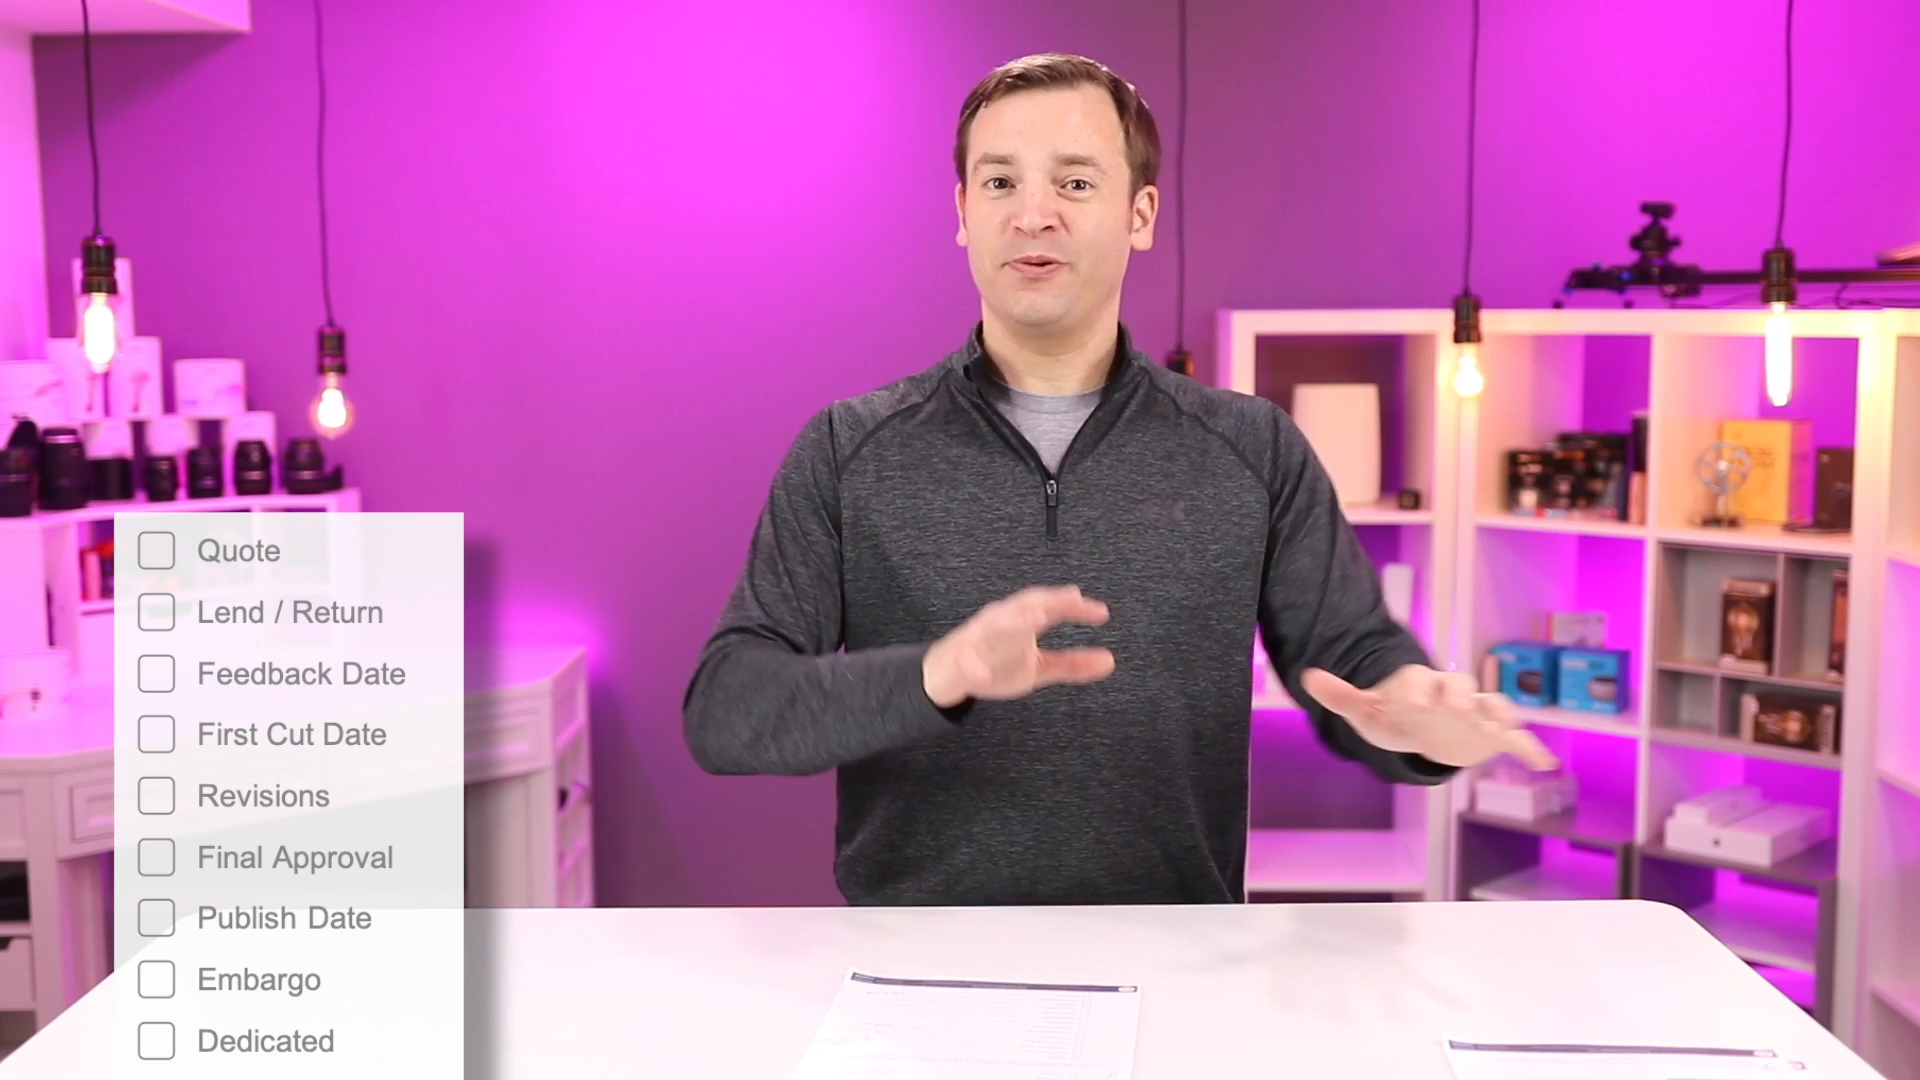 Quote
Lend / Return
Feedback Date
First Cut Date
Revisions
Final Approval
Publish Date
Embargo
Dedicated